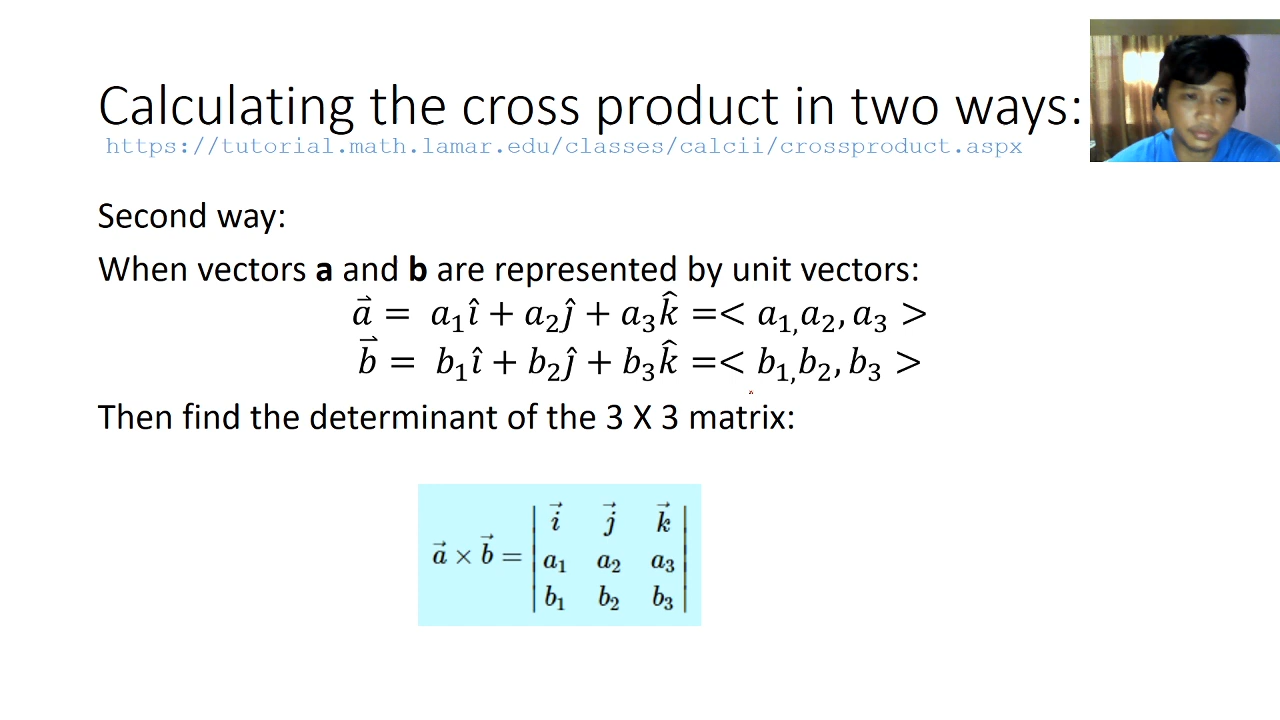 Calculating the cross product in two ways:
https://tutorial.math.lamar.edu/classes/calcii/crossproduct.aspx
Second way:
When vectors a and b are represented by unit vectors:
a⃗ = a₁î + a₂ĵ + a₃k̂ =< a₁,a₂, a₃ >
b⃗ = b₁î + b₂ĵ + b₃k̂ =< b₁,b₂, b₃ >
Then find the determinant of the 3 X 3 matrix:
| i⃗ j⃗ k⃗ |
a⃗ × b⃗ = | a₁ a₂ a₃ |
| b₁ b₂ b₃ |